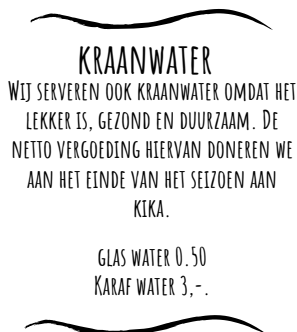 KRAANWATER
WIJ SERVEREN OOK KRAANWATER OMDAT HET
LEKKER IS, GEZOND EN DUURZAAM. DE
NETTO VERGOEDING HIERVAN DONEREN WE
AAN HET EINDE VAN HET SEIZOEN AAN
KIKA.
GLAS WATER 0.50
KARAF WATER 3,-.